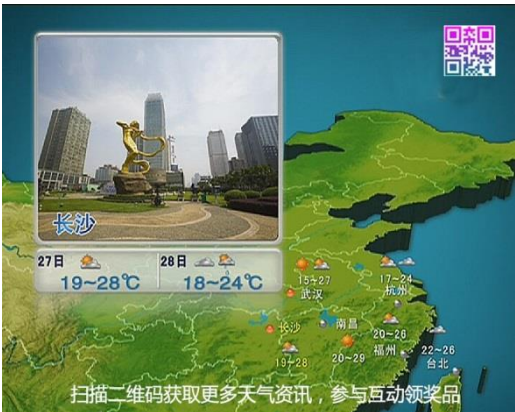 长沙
27日
19~28℃
28日
18~24℃
15~27
武汉
17~24
杭州
长沙
19~28
南昌
20~29
20~26
福州
22~26
台北
扫描二维码获取更多天气资讯，参与互动领奖品